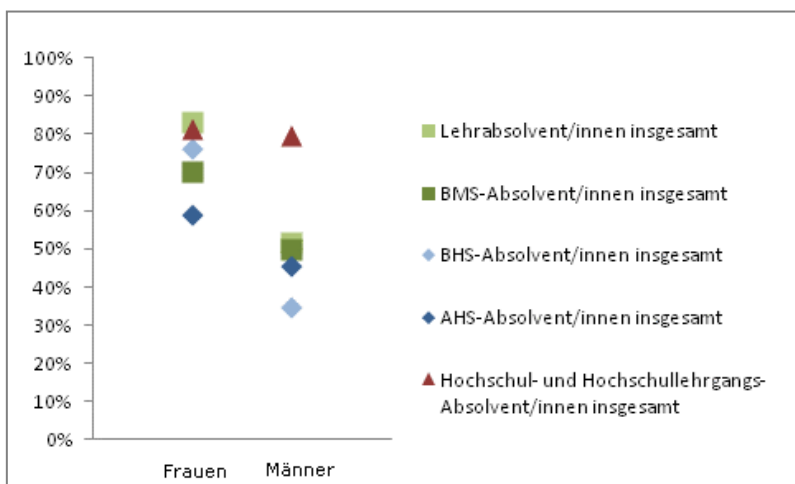 100%
90%
80%
70%
60%
50%
40%
30%
20%
10%
0%
Frauen Männer
Lehrabsolvent/innen insgesamt
BMS-Absolvent/innen insgesamt
BHS-Absolvent/innen insgesamt
AHS-Absolvent/innen insgesamt
Hochschul- und Hochschullehrgangs-
Absolvent/innen insgesamt